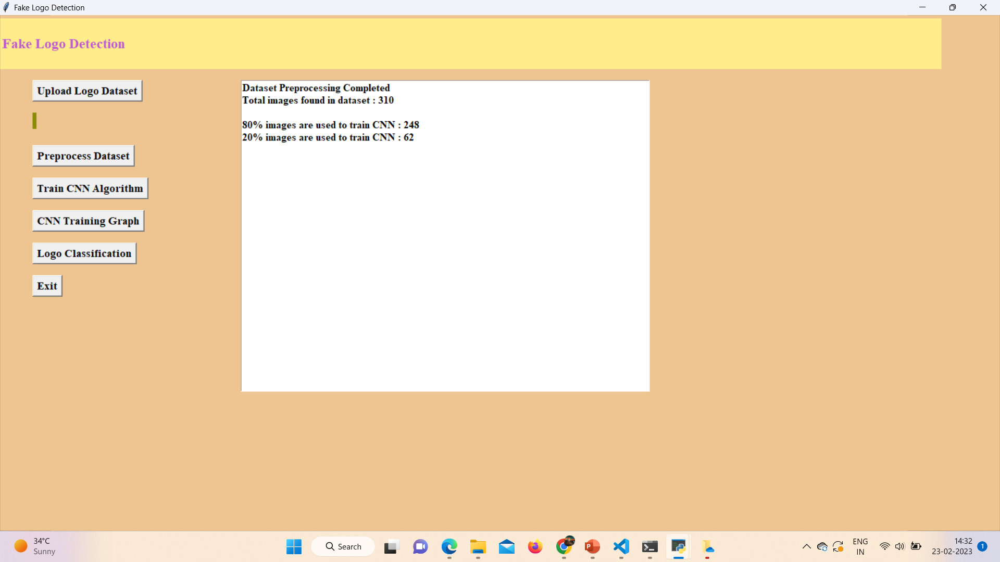 Fake Logo Detection
Fake Logo Detection
Upload Logo Dataset
Preprocess Dataset
Train CNN Algorithm
CNN Training Graph
Logo Classification
Exit
Dataset Preprocessing Completed
Total images found in dataset : 310
80% images are used to train CNN : 248
20% images are used to train CNN : 62
34°C
Sunny
Search
P
ENG
IN
14:32
23-02-2023
1